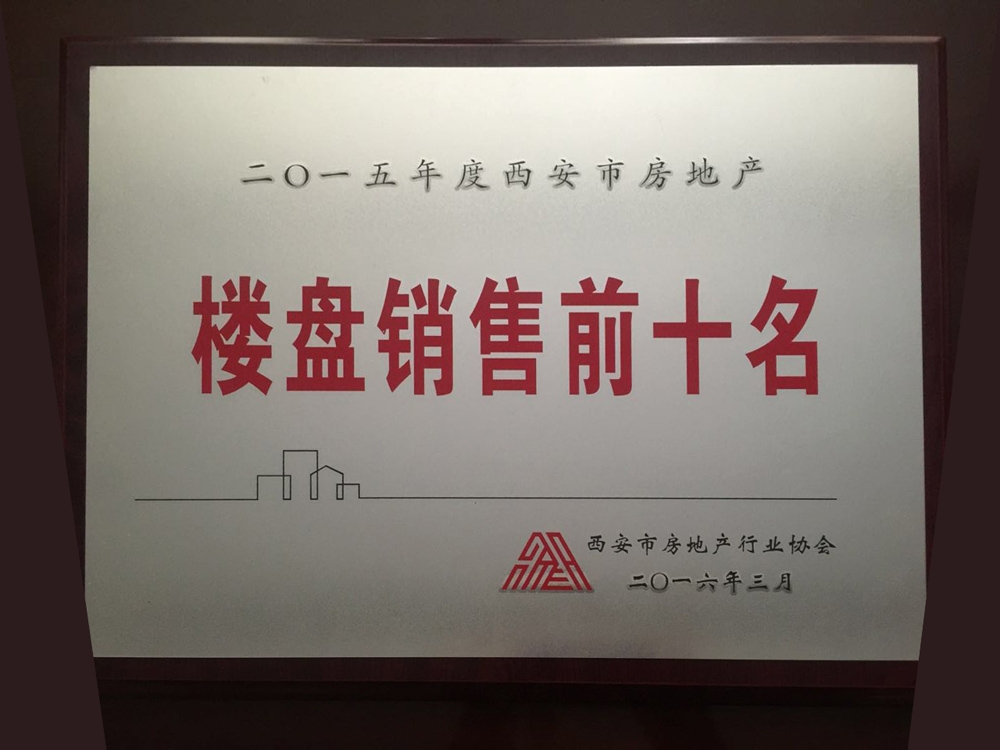 二〇一五年度西安市房地产
楼盘销售前十名
西安市房地产行业协会
二〇一六年三月